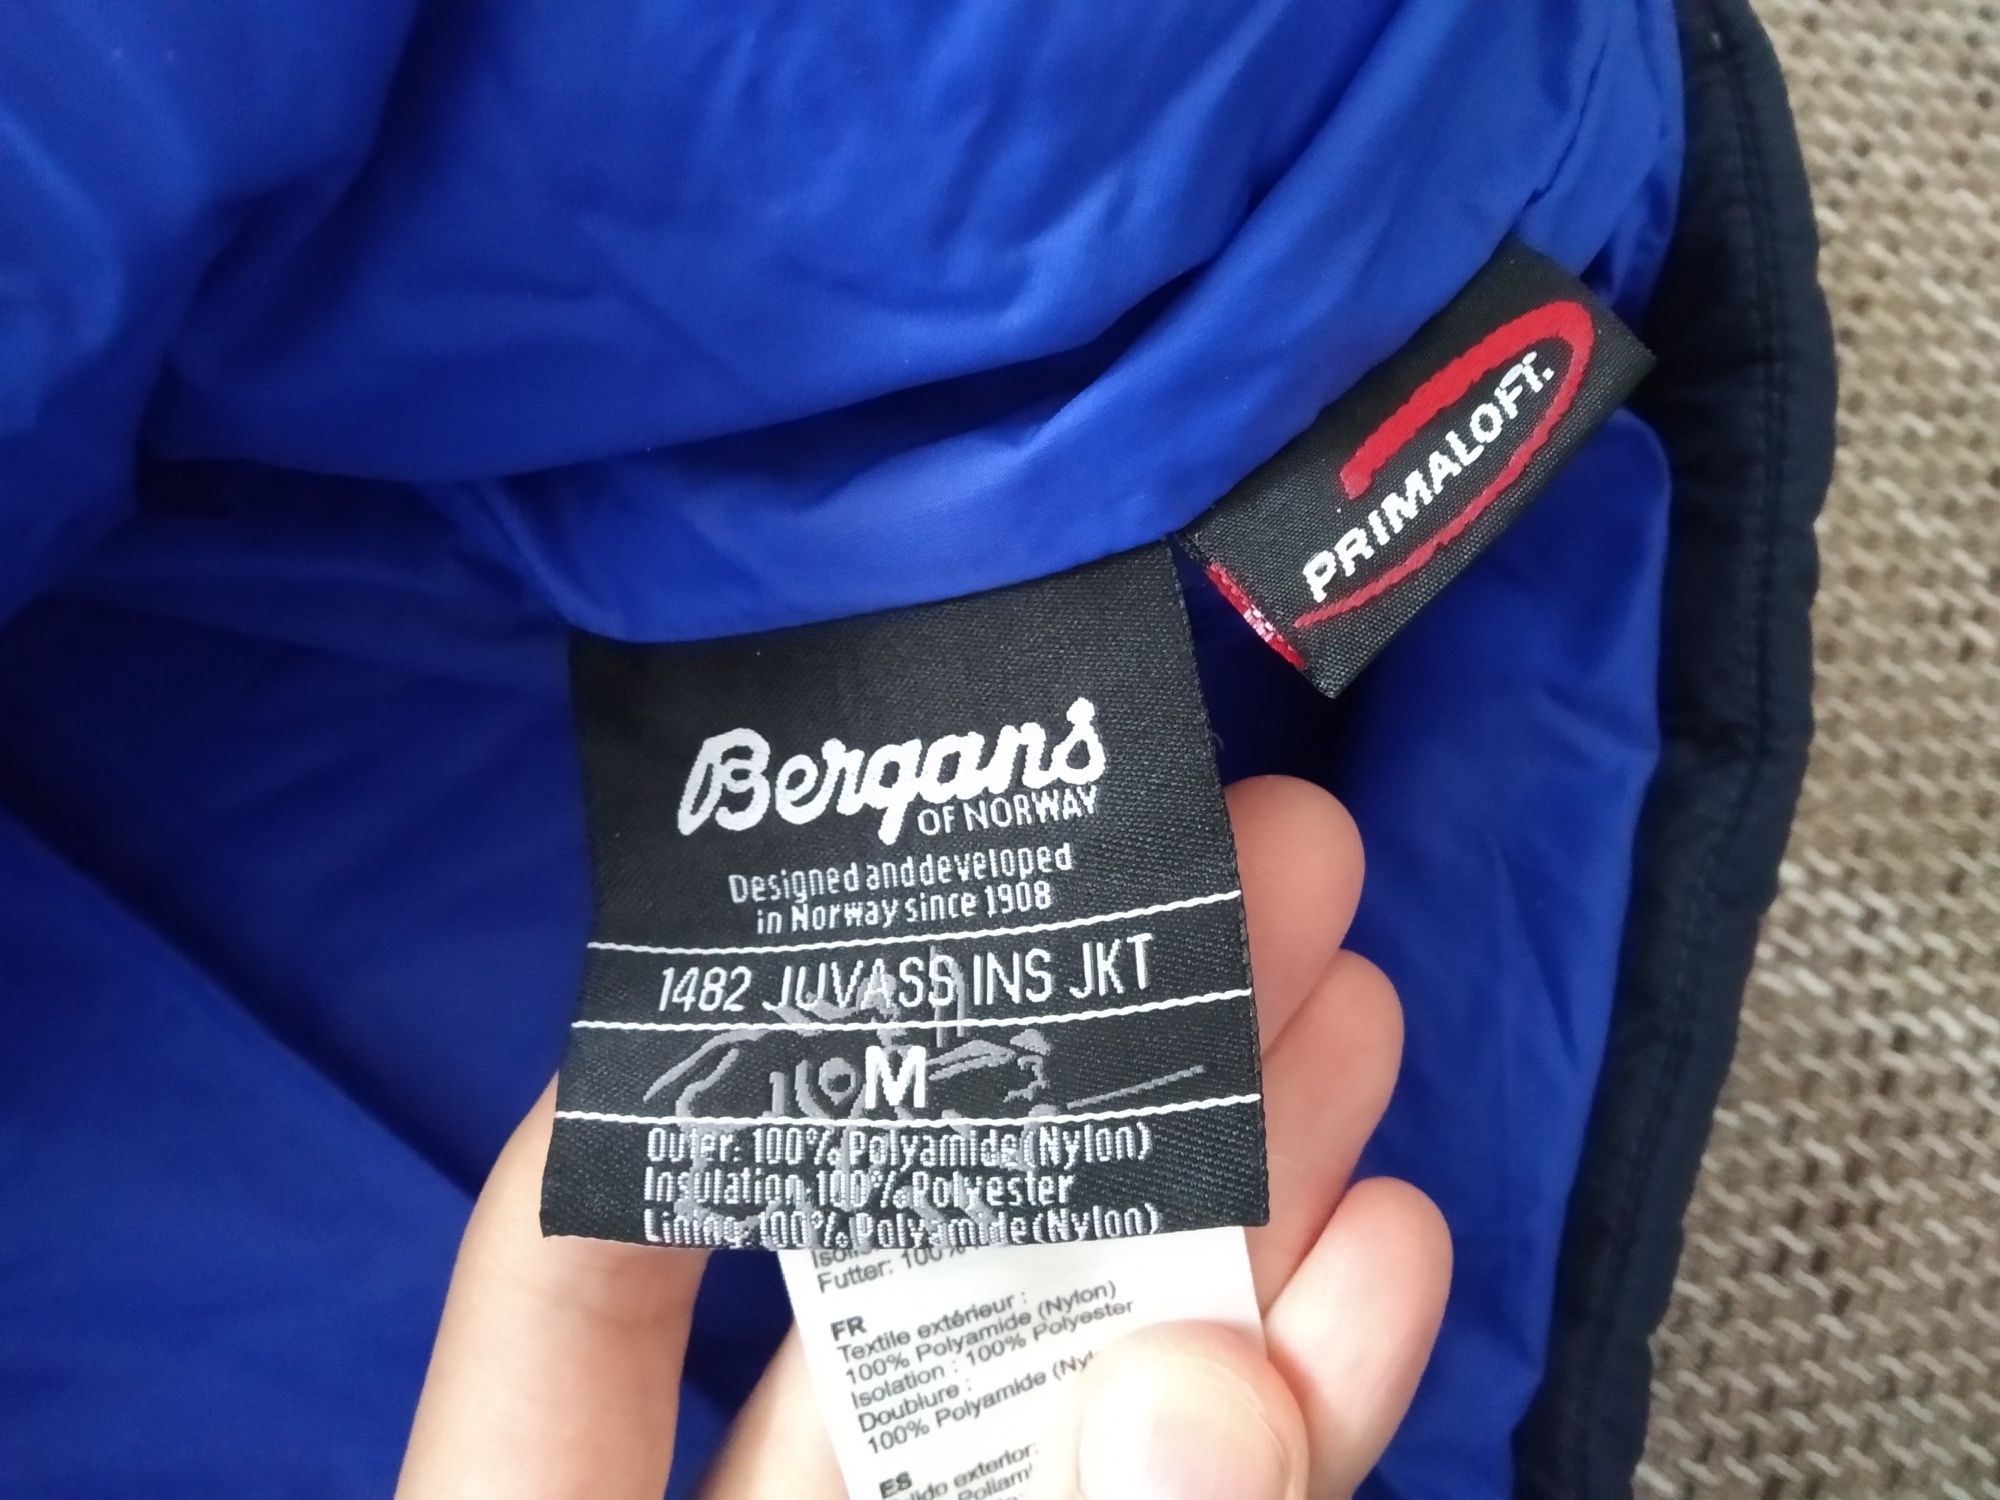 PRIMALOFT.
Bergans
OF NORWAY
Designed and developed
in Norway since 1908
1482 JUVASS INS JKT
M
Outer: 100% Polyamide (Nylon)
Insulation: 100% Polyester
Lining: 100% Polyamide (Nylon)
Futter: 100%
FR
Textile extérieur :
100% Polyamide (Nylon)
Isolation : 100% Polyester
Doublure :
100% Polyamide
ES
exterior: